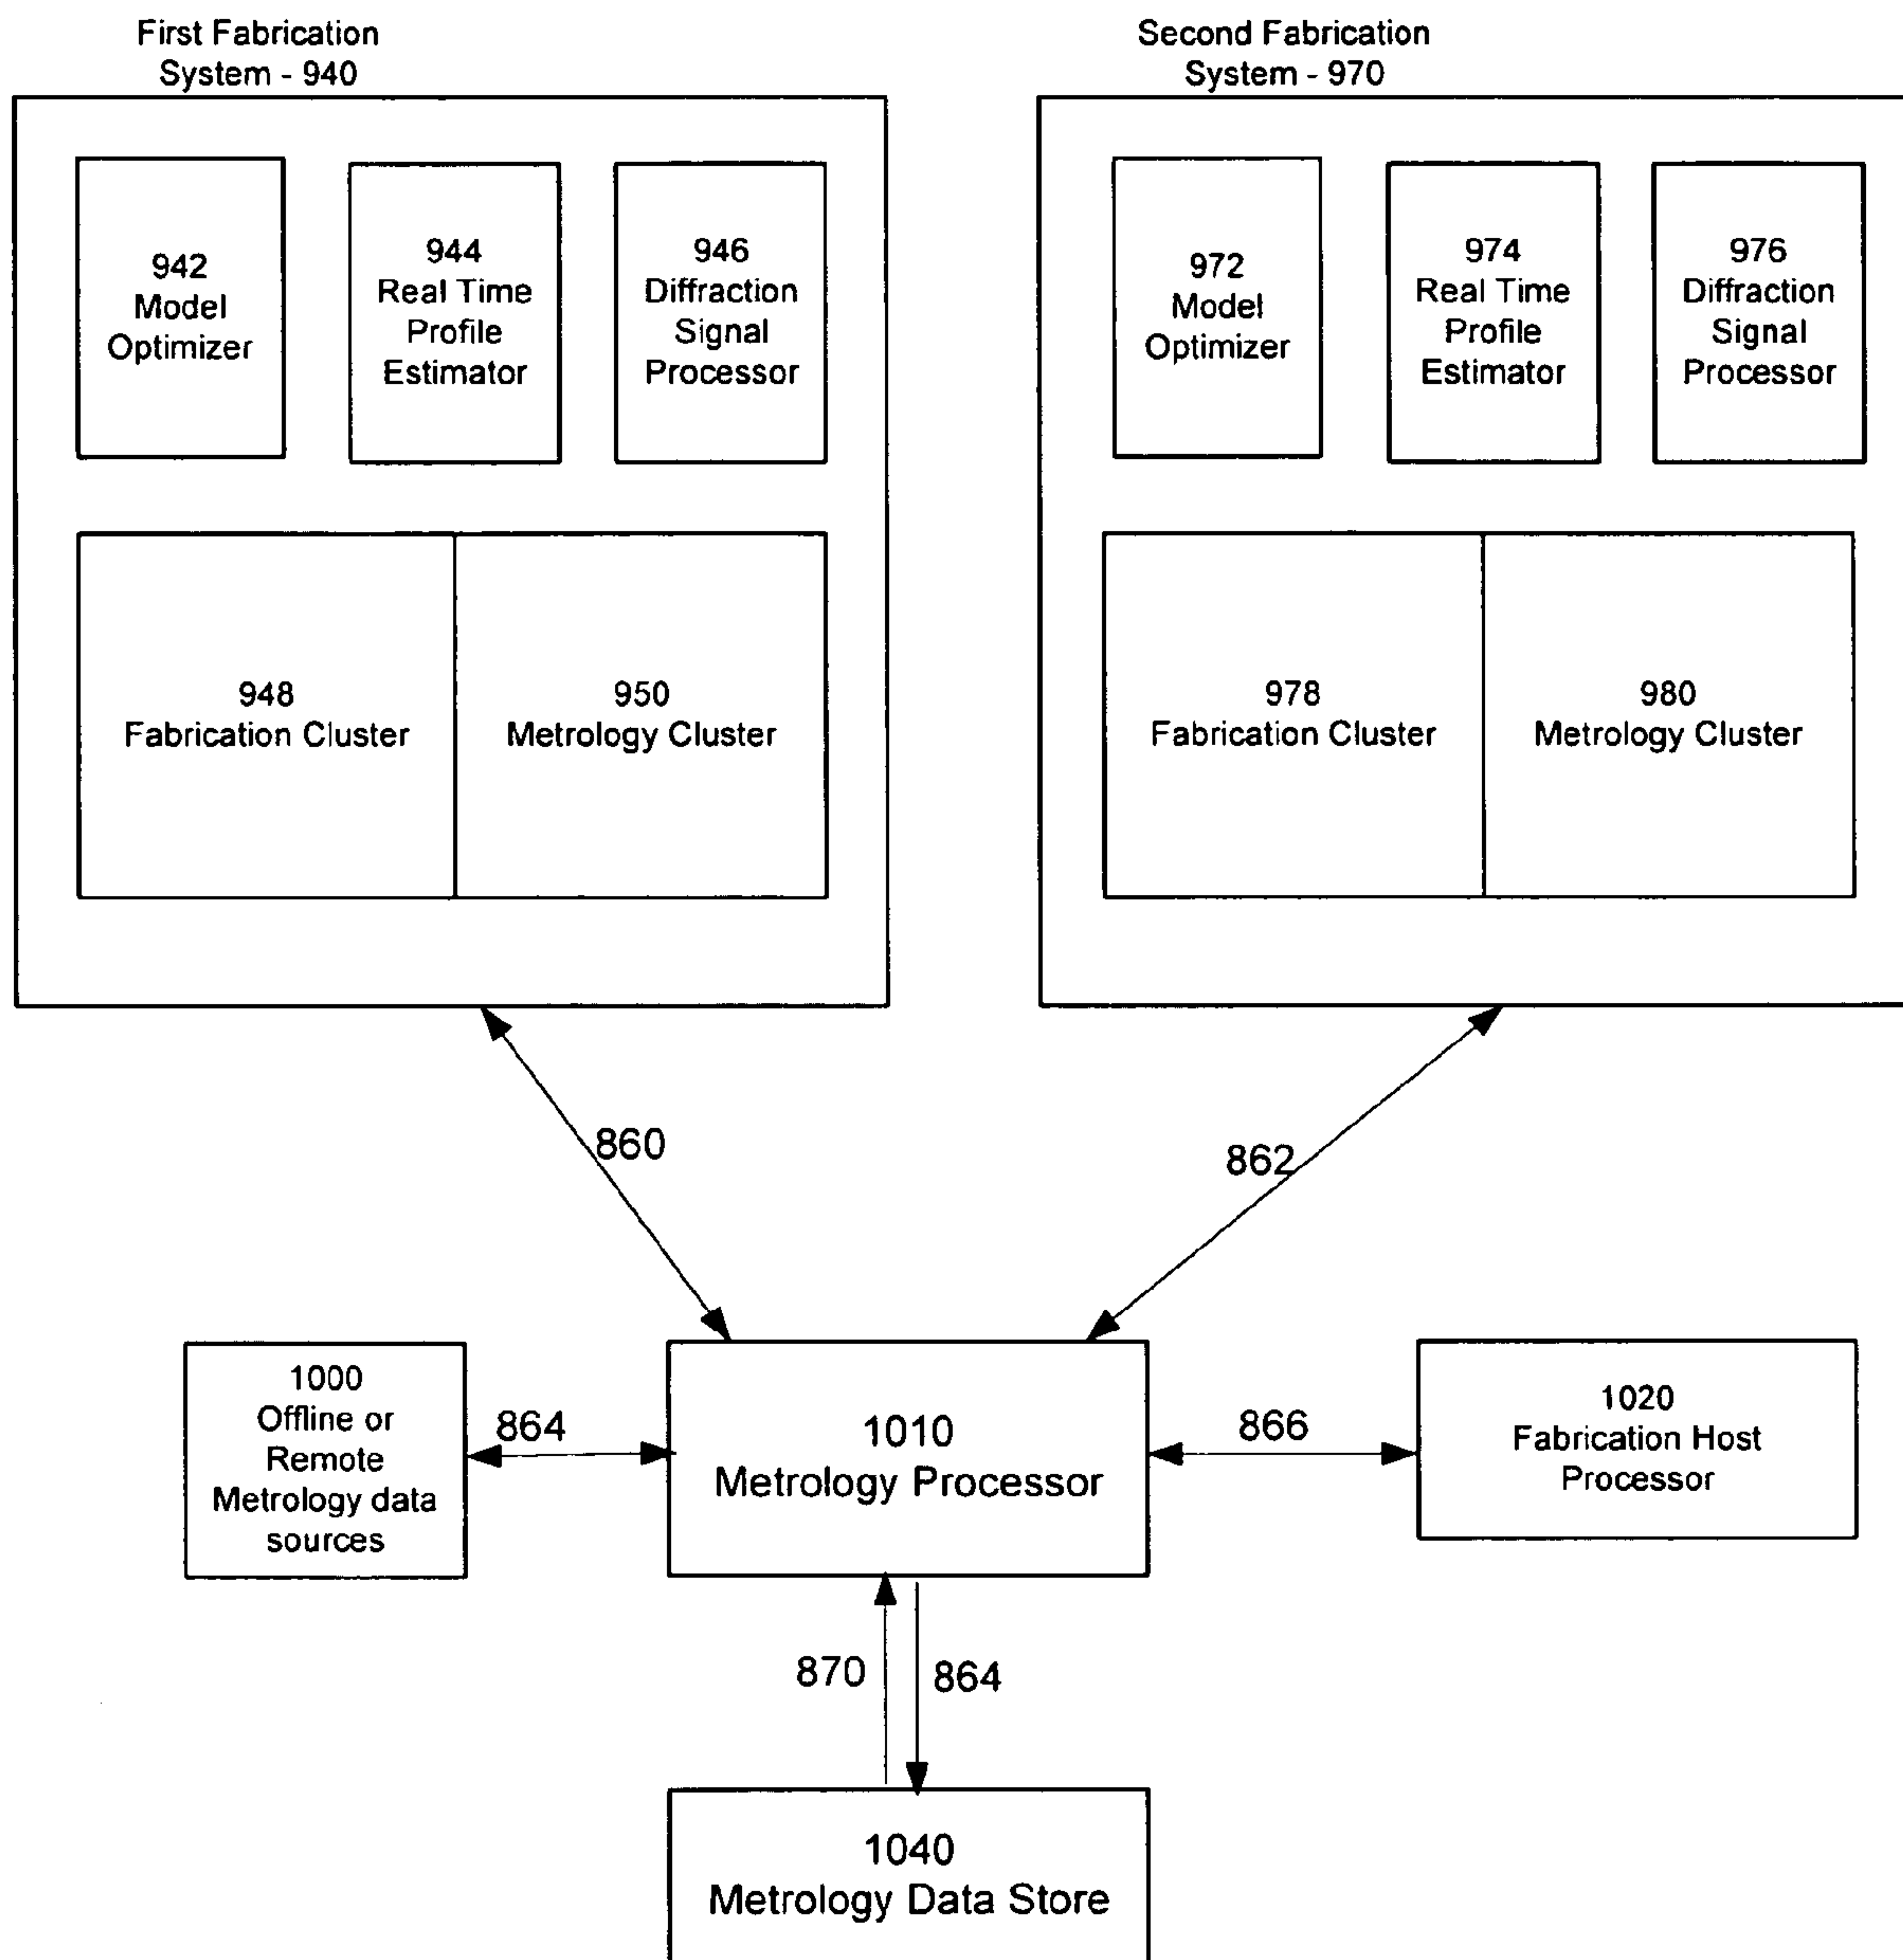 First Fabrication
System - 940
Second Fabrication
System - 970
942
Model
Optimizer
944
Real Time
Profile
Estimator
946
Diffraction
Signal
Processor
972
Model
Optimizer
974
Real Time
Profile
Estimator
976
Diffraction
Signal
Processor
948
Fabrication Cluster
950
Metrology Cluster
978
Fabrication Cluster
980
Metrology Cluster
860
862
1000
Offline or
Remote
Metrology data
sources
864
1010
Metrology Processor
866
1020
Fabrication Host
Processor
870
864
1040
Metrology Data Store